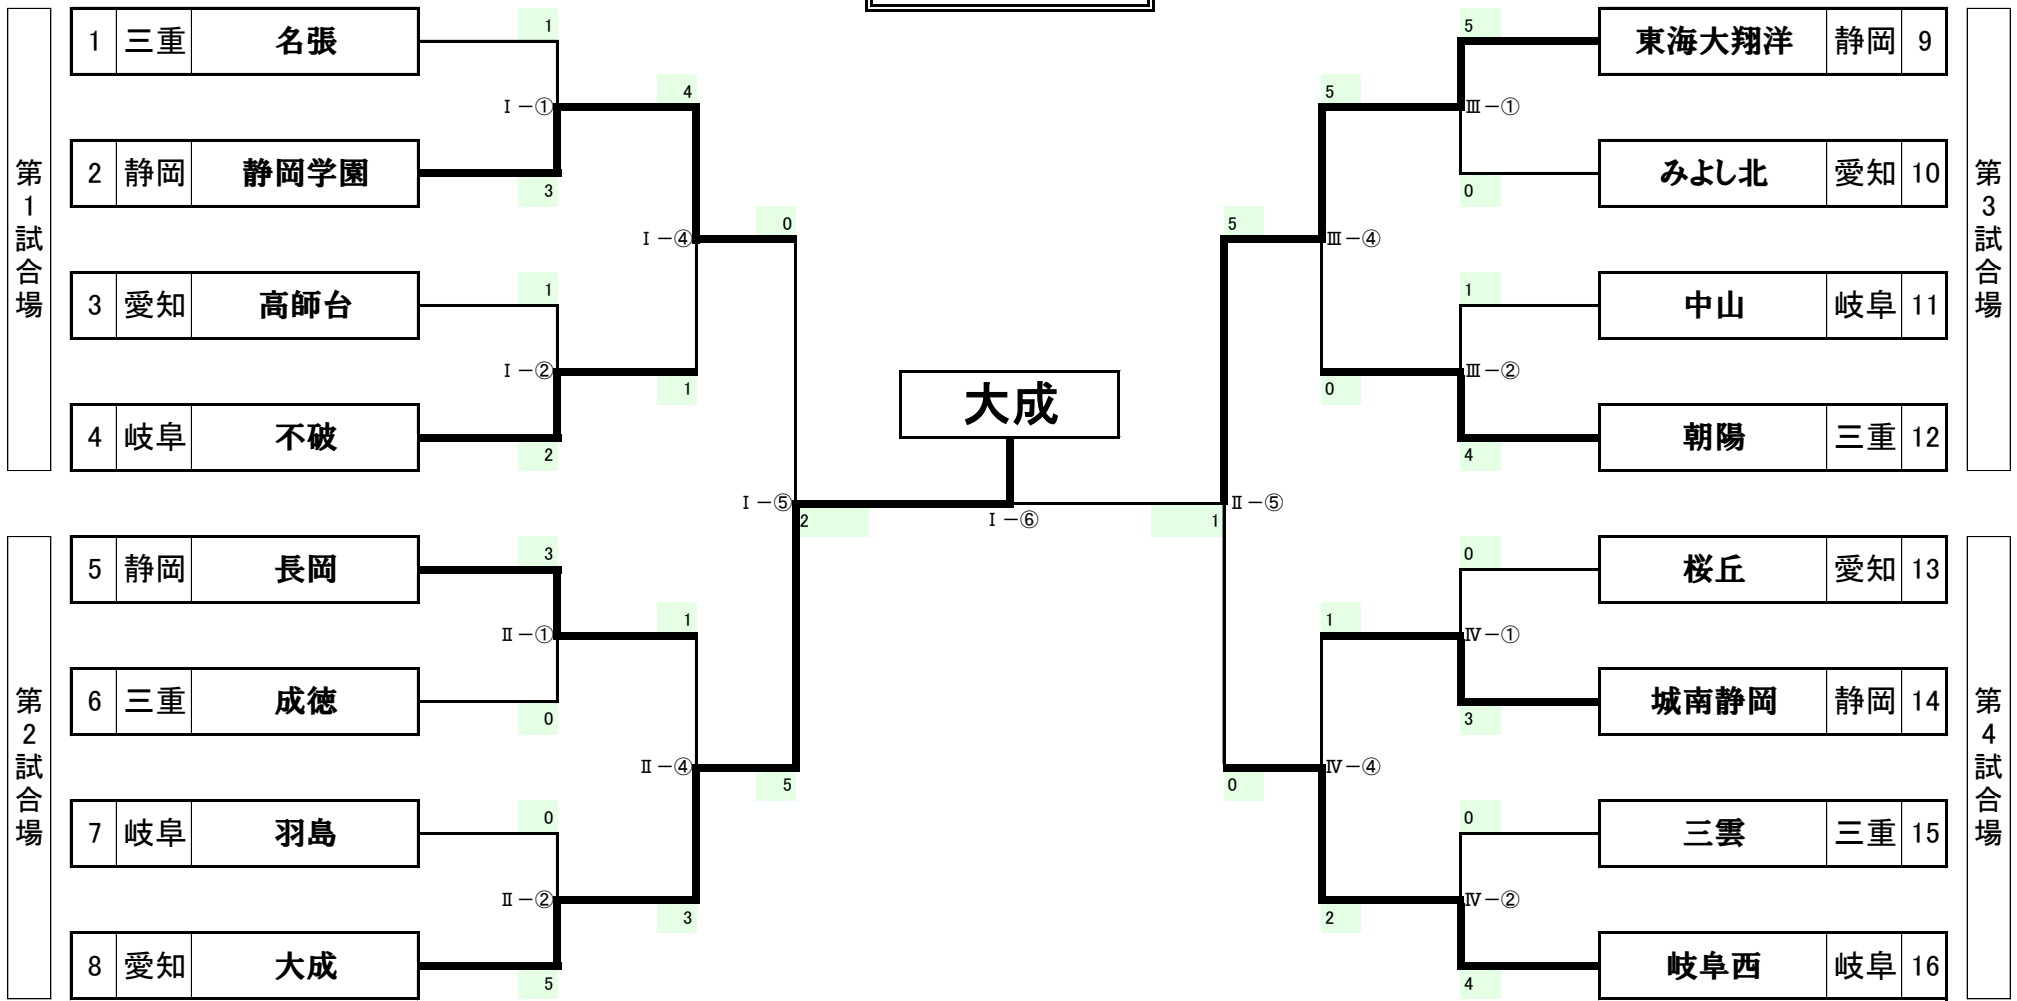 第1試合場
1 三重 名張
1
Ⅰ－①
2 静岡 静岡学園
3
4
Ⅰ－④
3 愛知 高師台
1
Ⅰ－②
4 岐阜 不破
2
1
0
Ⅰ－⑤
第2試合場
5 静岡 長岡
3
Ⅱ－①
6 三重 成徳
0
1
Ⅱ－④
7 岐阜 羽島
0
Ⅱ－②
8 愛知 大成
5
3
5
大成
2
Ⅰ－⑥
1
第3試合場
東海大翔洋 静岡 9
5
Ⅲ－①
みよし北 愛知 10
0
5
Ⅲ－④
中山 岐阜 11
1
Ⅲ－②
朝陽 三重 12
4
0
5
Ⅱ－⑤
第4試合場
桜丘 愛知 13
0
Ⅳ－①
城南静岡 静岡 14
3
1
Ⅳ－④
三雲 三重 15
0
Ⅳ－②
岐阜西 岐阜 16
4
2
0